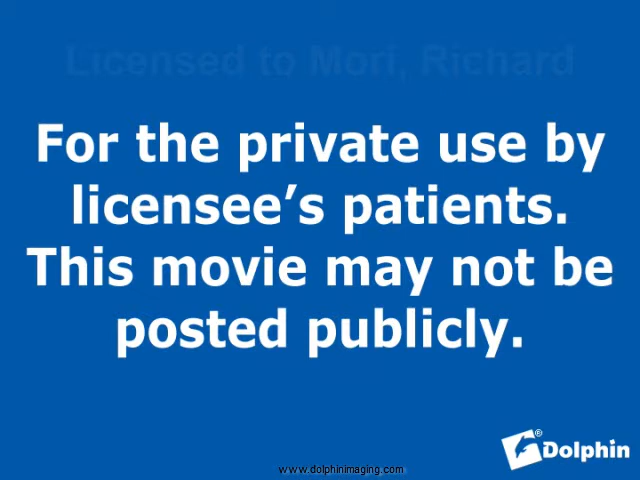 Licensed to Mori, Richard
For the private use by
licensee’s patients.
This movie may not be
posted publicly.
®
Dolphin
www.dolphinimaging.com